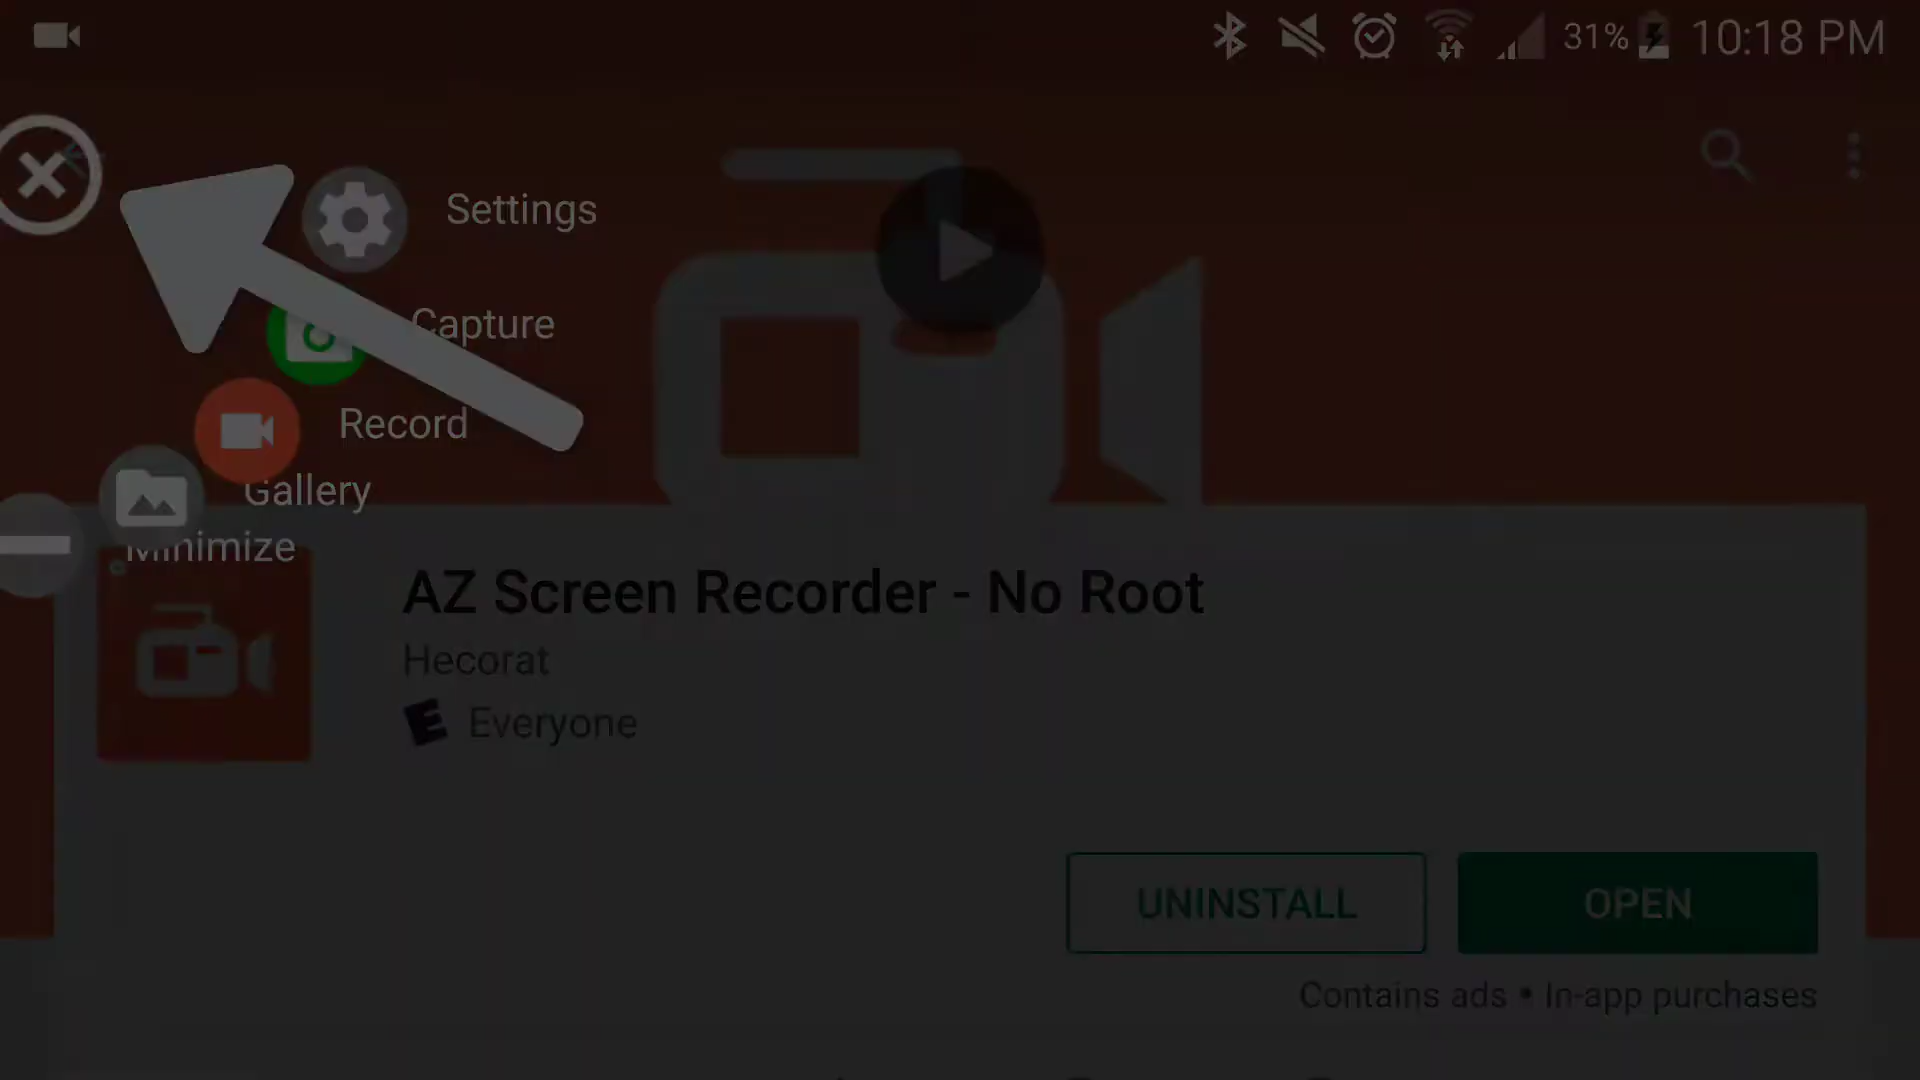 31% 10:18 PM
Settings
Capture
Record
Gallery
Minimize
AZ Screen Recorder - No Root
Hecorat
E Everyone
UNINSTALL
OPEN
Contains ads • In-app purchases